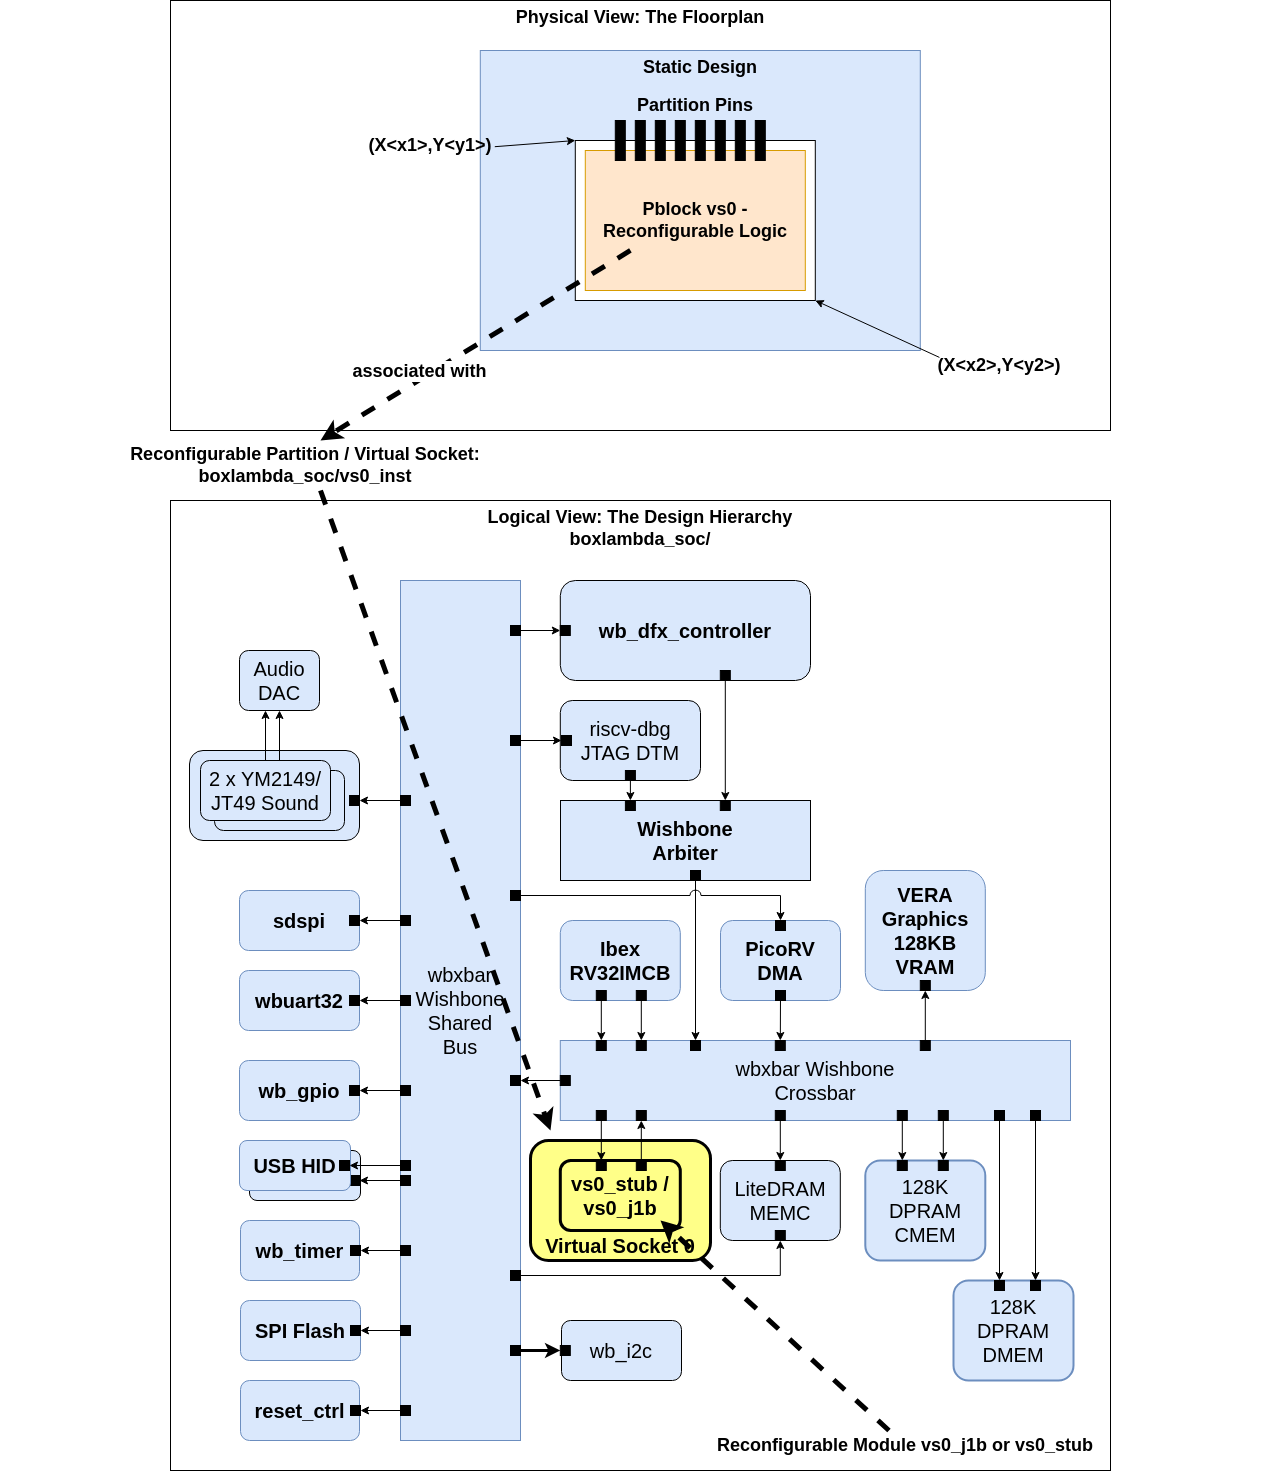 Physical View: The Floorplan
Static Design
Partition Pins
(X<x1>,Y<y1>)
Pblock vs0 -
Reconfigurable Logic
(X<x2>,Y<y2>)
associated with
Reconfigurable Partition / Virtual Socket:
boxlambda_soc/vs0_inst
Logical View: The Design Hierarchy
boxlambda_soc/
wb_dfx_controller
Audio
DAC
riscv-dbg
JTAG DTM
2 x YM2149/
JT49 Sound
Wishbone
Arbiter
sdspi
Ibex
RV32IMCB
PicoRV
DMA
VERA
Graphics
128KB
VRAM
wbuart32
wbxbar
Wishbone
Shared
Bus
wbxbar Wishbone
Crossbar
wb_gpio
USB HID
vs0_stub /
vs0_j1b
Virtual Socket 0
LiteDRAM
MEMC
128K
DPRAM
CMEM
wb_timer
SPI Flash
128K
DPRAM
DMEM
wb_i2c
reset_ctrl
Reconfigurable Module vs0_j1b or vs0_stub